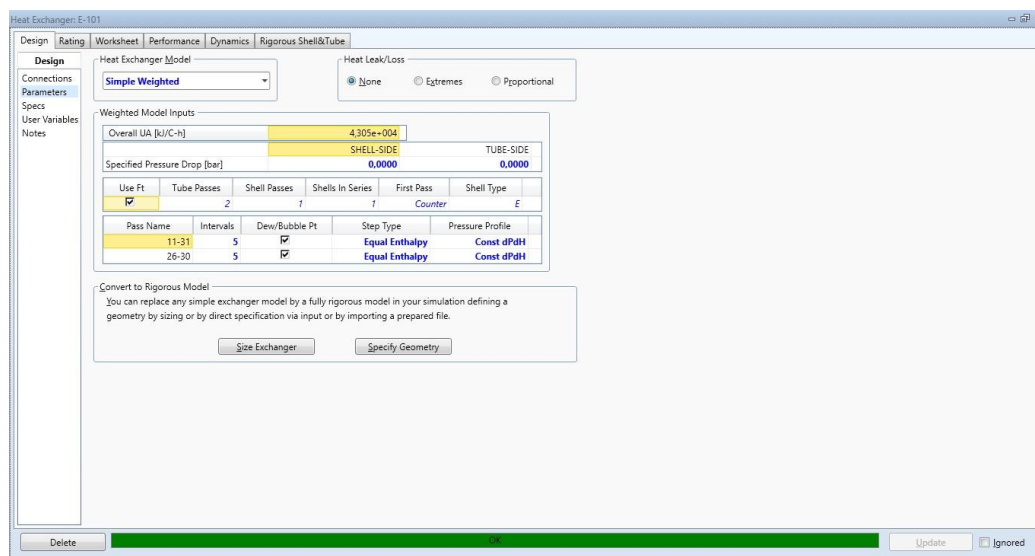 Heat Exchanger: E-101
Design Rating Worksheet Performance Dynamics Rigorous Shell&Tube
Design
Connections
Parameters
Specs
User Variables
Notes
Heat Exchanger Model
Simple Weighted
Heat Leak/Loss
None Extremes Proportional
Weighted Model Inputs
Overall UA [kJ/C-h] 4,305e+004
SHELL-SIDE TUBE-SIDE
Specified Pressure Drop [bar] 0,0000 0,0000
Use Ft Tube Passes Shell Passes Shells In Series First Pass Shell Type
2 1 1 Counter E
Pass Name Intervals Dew/Bubble Pt Step Type Pressure Profile
11-31 5 Equal Enthalpy Const dPdH
26-30 5 Equal Enthalpy Const dPdH
Convert to Rigorous Model
You can replace any simple exchanger model by a fully rigorous model in your simulation defining a
geometry by sizing or by direct specification via input or by importing a prepared file.
Size Exchanger Specify Geometry
Delete OK Update Ignored